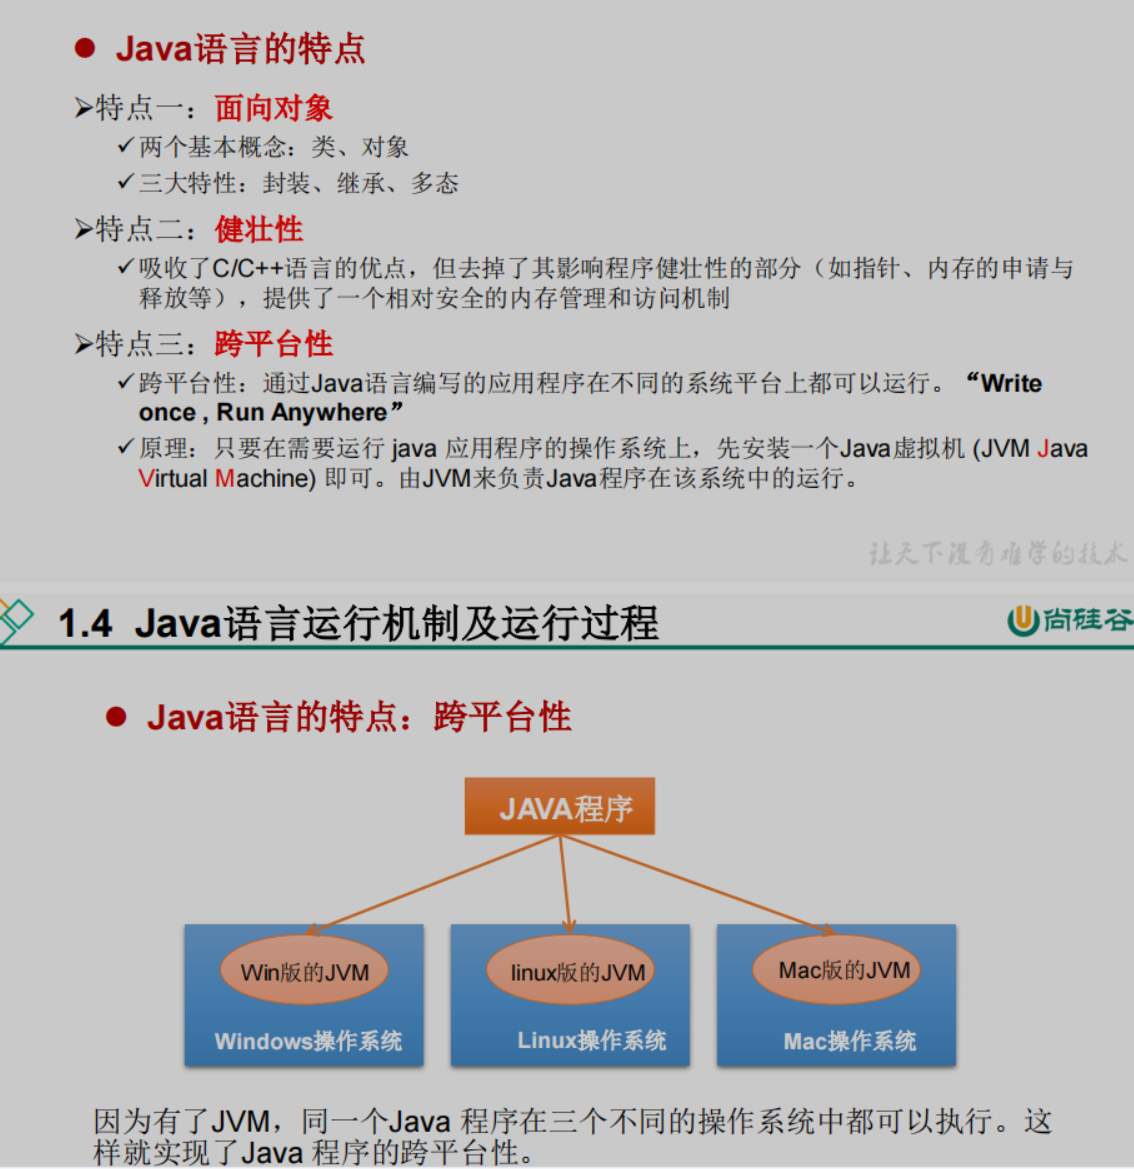 ● Java语言的特点
➢特点一：面向对象
✓两个基本概念：类、对象
✓三大特性：封装、继承、多态
➢特点二：健壮性
✓吸收了C/C++语言的优点，但去掉了其影响程序健壮性的部分（如指针、内存的申请与
释放等），提供了一个相对安全的内存管理和访问机制
➢特点三：跨平台性
✓跨平台性：通过Java语言编写的应用程序在不同的系统平台上都可以运行。“Write
once , Run Anywhere”
✓原理：只要在需要运行 java 应用程序的操作系统上，先安装一个Java虚拟机 (JVM Java
Virtual Machine) 即可。由JVM来负责Java程序在该系统中的运行。
让天下没有难学的技术
1.4 Java语言运行机制及运行过程
尚硅谷
● Java语言的特点：跨平台性
JAVA程序
Win版的JVM
linux版的JVM
Mac版的JVM
Windows操作系统
Linux操作系统
Mac操作系统
因为有了JVM，同一个Java 程序在三个不同的操作系统中都可以执行。这
样就实现了Java 程序的跨平台性。